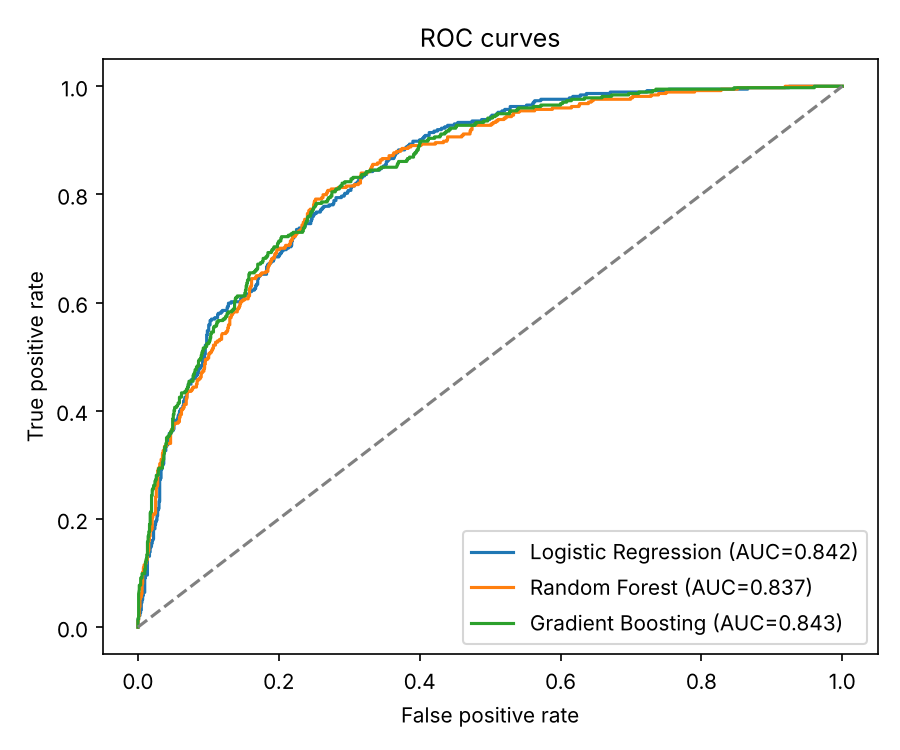 ROC curves
True positive rate
1.0
0.8
0.6
0.4
0.2
0.0
Logistic Regression (AUC=0.842)
Random Forest (AUC=0.837)
Gradient Boosting (AUC=0.843)
0.0 0.2 0.4 0.6 0.8 1.0
False positive rate